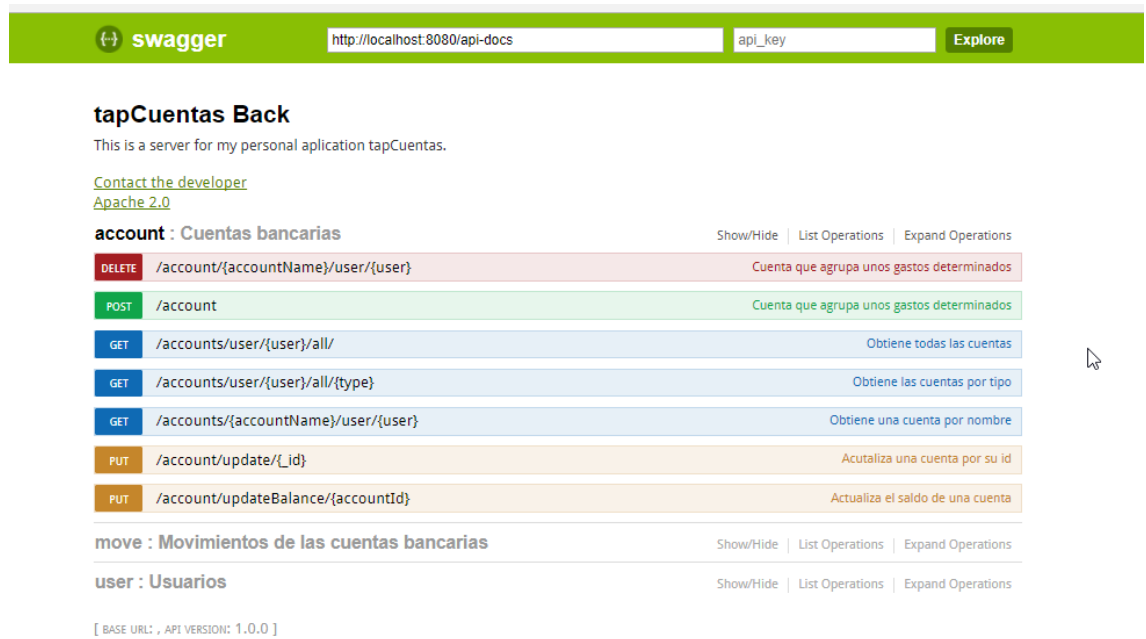 swagger http://localhost:8080/api-docs api_key Explore
tapCuentas Back
This is a server for my personal aplication tapCuentas.
Contact the developer
Apache 2.0
account : Cuentas bancarias Show/Hide List Operations Expand Operations
DELETE /account/{accountName}/user/{user} Cuenta que agrupa unos gastos determinados
POST /account Cuenta que agrupa unos gastos determinados
GET /accounts/user/{user}/all/ Obtiene todas las cuentas
GET /accounts/user/{user}/all/{type} Obtiene las cuentas por tipo
GET /accounts/{accountName}/user/{user} Obtiene una cuenta por nombre
PUT /account/update/{_id} Acutaliza una cuenta por su id
PUT /account/updateBalance/{accountId} Actualiza el saldo de una cuenta
move : Movimientos de las cuentas bancarias Show/Hide List Operations Expand Operations
user : Usuarios Show/Hide List Operations Expand Operations
[ BASE URL: , API VERSION: 1.0.0 ]